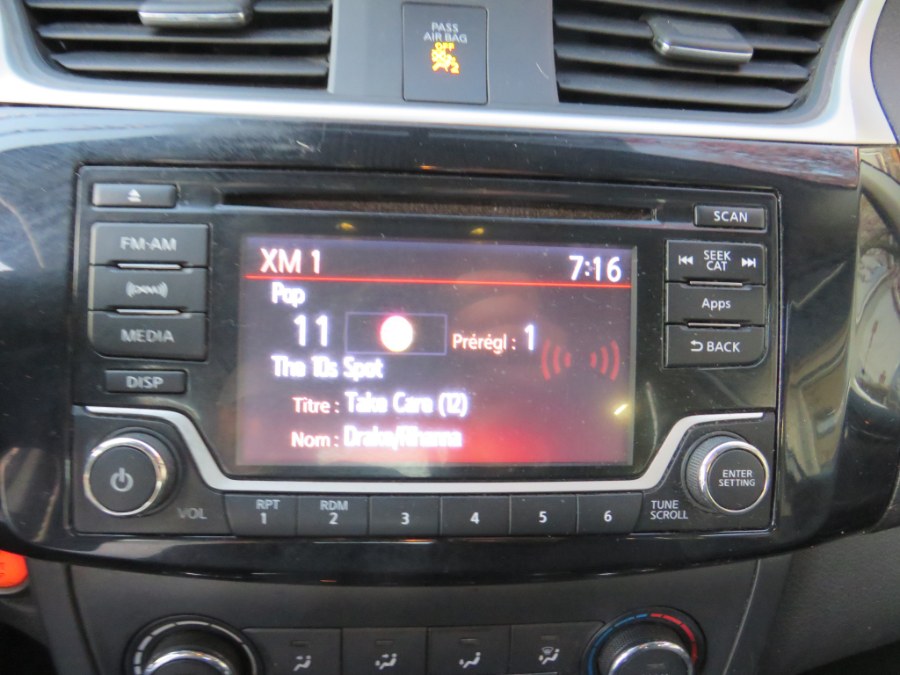 PASS
AIR BAG
OFF
2
SCAN
FM·AM
SEEK
CAT
Apps
MEDIA
BACK
DISP
XM 1
7:16
Pop
11
Prérégl : 1
The 10s Spot
Titre : Take Care (12)
Nom : Drake/Rihanna
VOL
RPT
1
RDM
2
3
4
5
6
TUNE
SCROLL
ENTER
SETTING